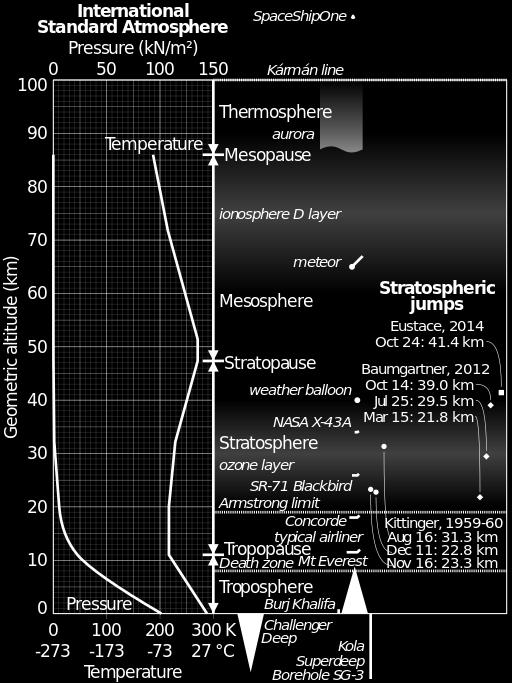 International
Standard Atmosphere
Pressure (kN/m²)
0 50 100 150
SpaceShipOne
Kármán line
100
90
80
70
60
50
40
30
20
10
0
Geometric altitude (km)
Thermosphere
aurora
Temperature
Mesopause
ionosphere D layer
meteor
Mesosphere
Stratospheric
jumps
Eustace, 2014
Oct 24: 41.4 km
Stratopause
Baumgartner, 2012
Oct 14: 39.0 km
Jul 25: 29.5 km
Mar 15: 21.8 km
weather balloon
NASA X-43A
Stratosphere
ozone layer
SR-71 Blackbird
Armstrong limit
Concorde
Kittinger, 1959-60
Aug 16: 31.3 km
Dec 11: 22.8 km
Nov 16: 23.3 km
typical airliner
Tropopause
Death zone
Mt Everest
Troposphere
Pressure
Burj Khalifa
0 100 200 300 K
-273 -173 -73 27 °C
Temperature
Challenger
Deep
Kola
Superdeep
Borehole SG-3